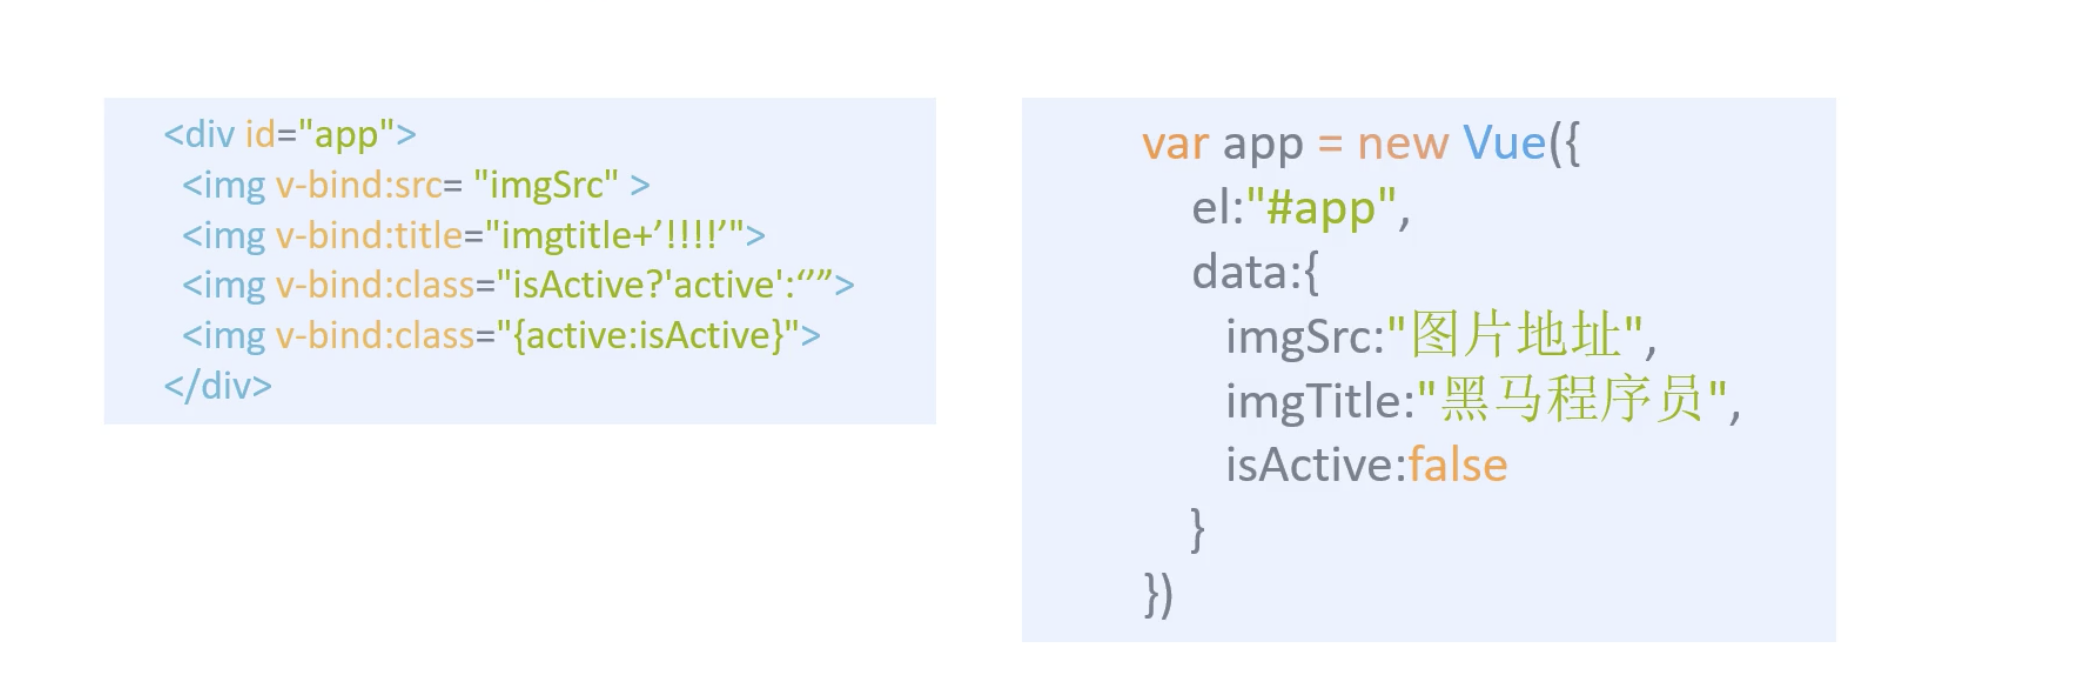 <div id="app">
<img v-bind:src= "imgSrc" >
<img v-bind:title="imgtitle+’!!!!’">
<img v-bind:class="isActive?'active':‘’”>
<img v-bind:class="{active:isActive}">
</div>
var app = new Vue({
el:"#app",
data:{
imgSrc:"图片地址",
imgTitle:"黑马程序员",
isActive:false
}
})